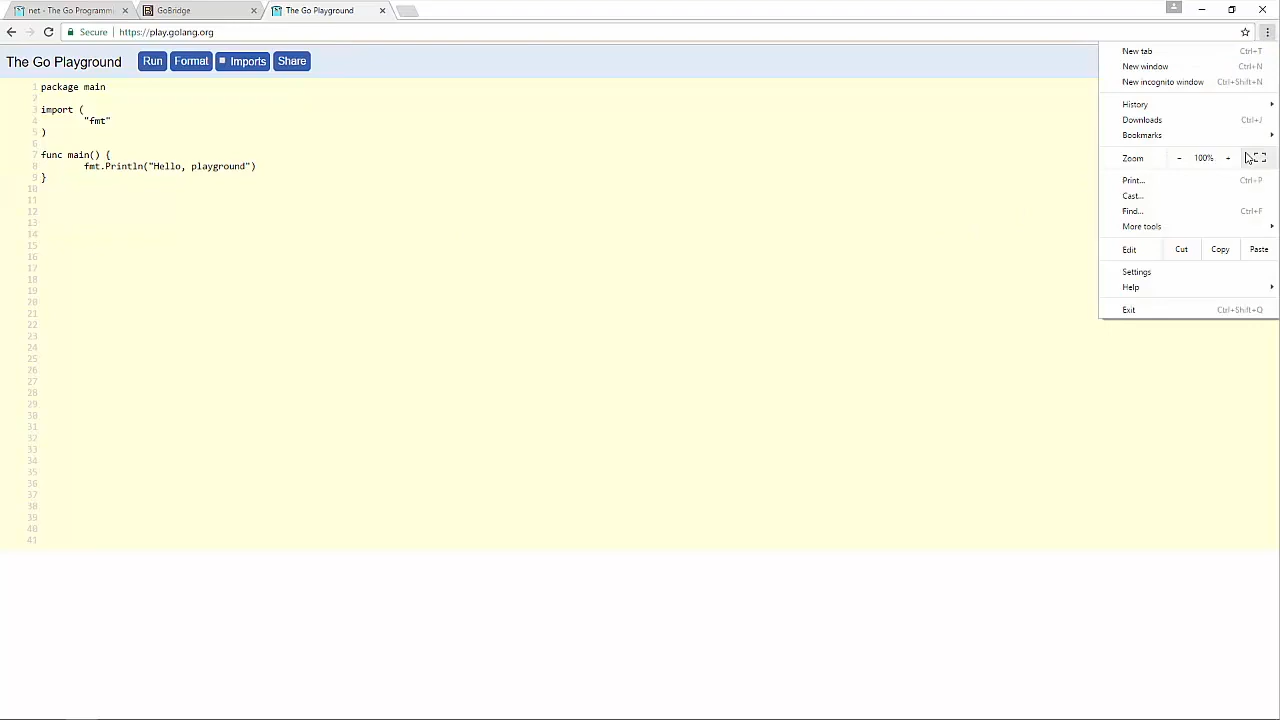 net - The Go Programm
GoBridge
The Go Playground
Secure
https://play.golang.org
The Go Playground
Run
Format
Imports
Share
1 package main
2
3 import (
4 "fmt"
5 )
6
7 func main() {
8 fmt.Println("Hello, playground")
9 }
10
11
12
13
14
15
16
17
18
19
20
21
22
23
24
25
26
27
28
29
30
31
32
33
34
35
36
37
38
39
40
41
New tab Ctrl+T
New window Ctrl+N
New incognito window Ctrl+Shift+N
History
Downloads Ctrl+J
Bookmarks
Zoom - 100% +
Print... Ctrl+P
Cast...
Find... Ctrl+F
More tools
Edit Cut Copy Paste
Settings
Help
Exit Ctrl+Shift+Q